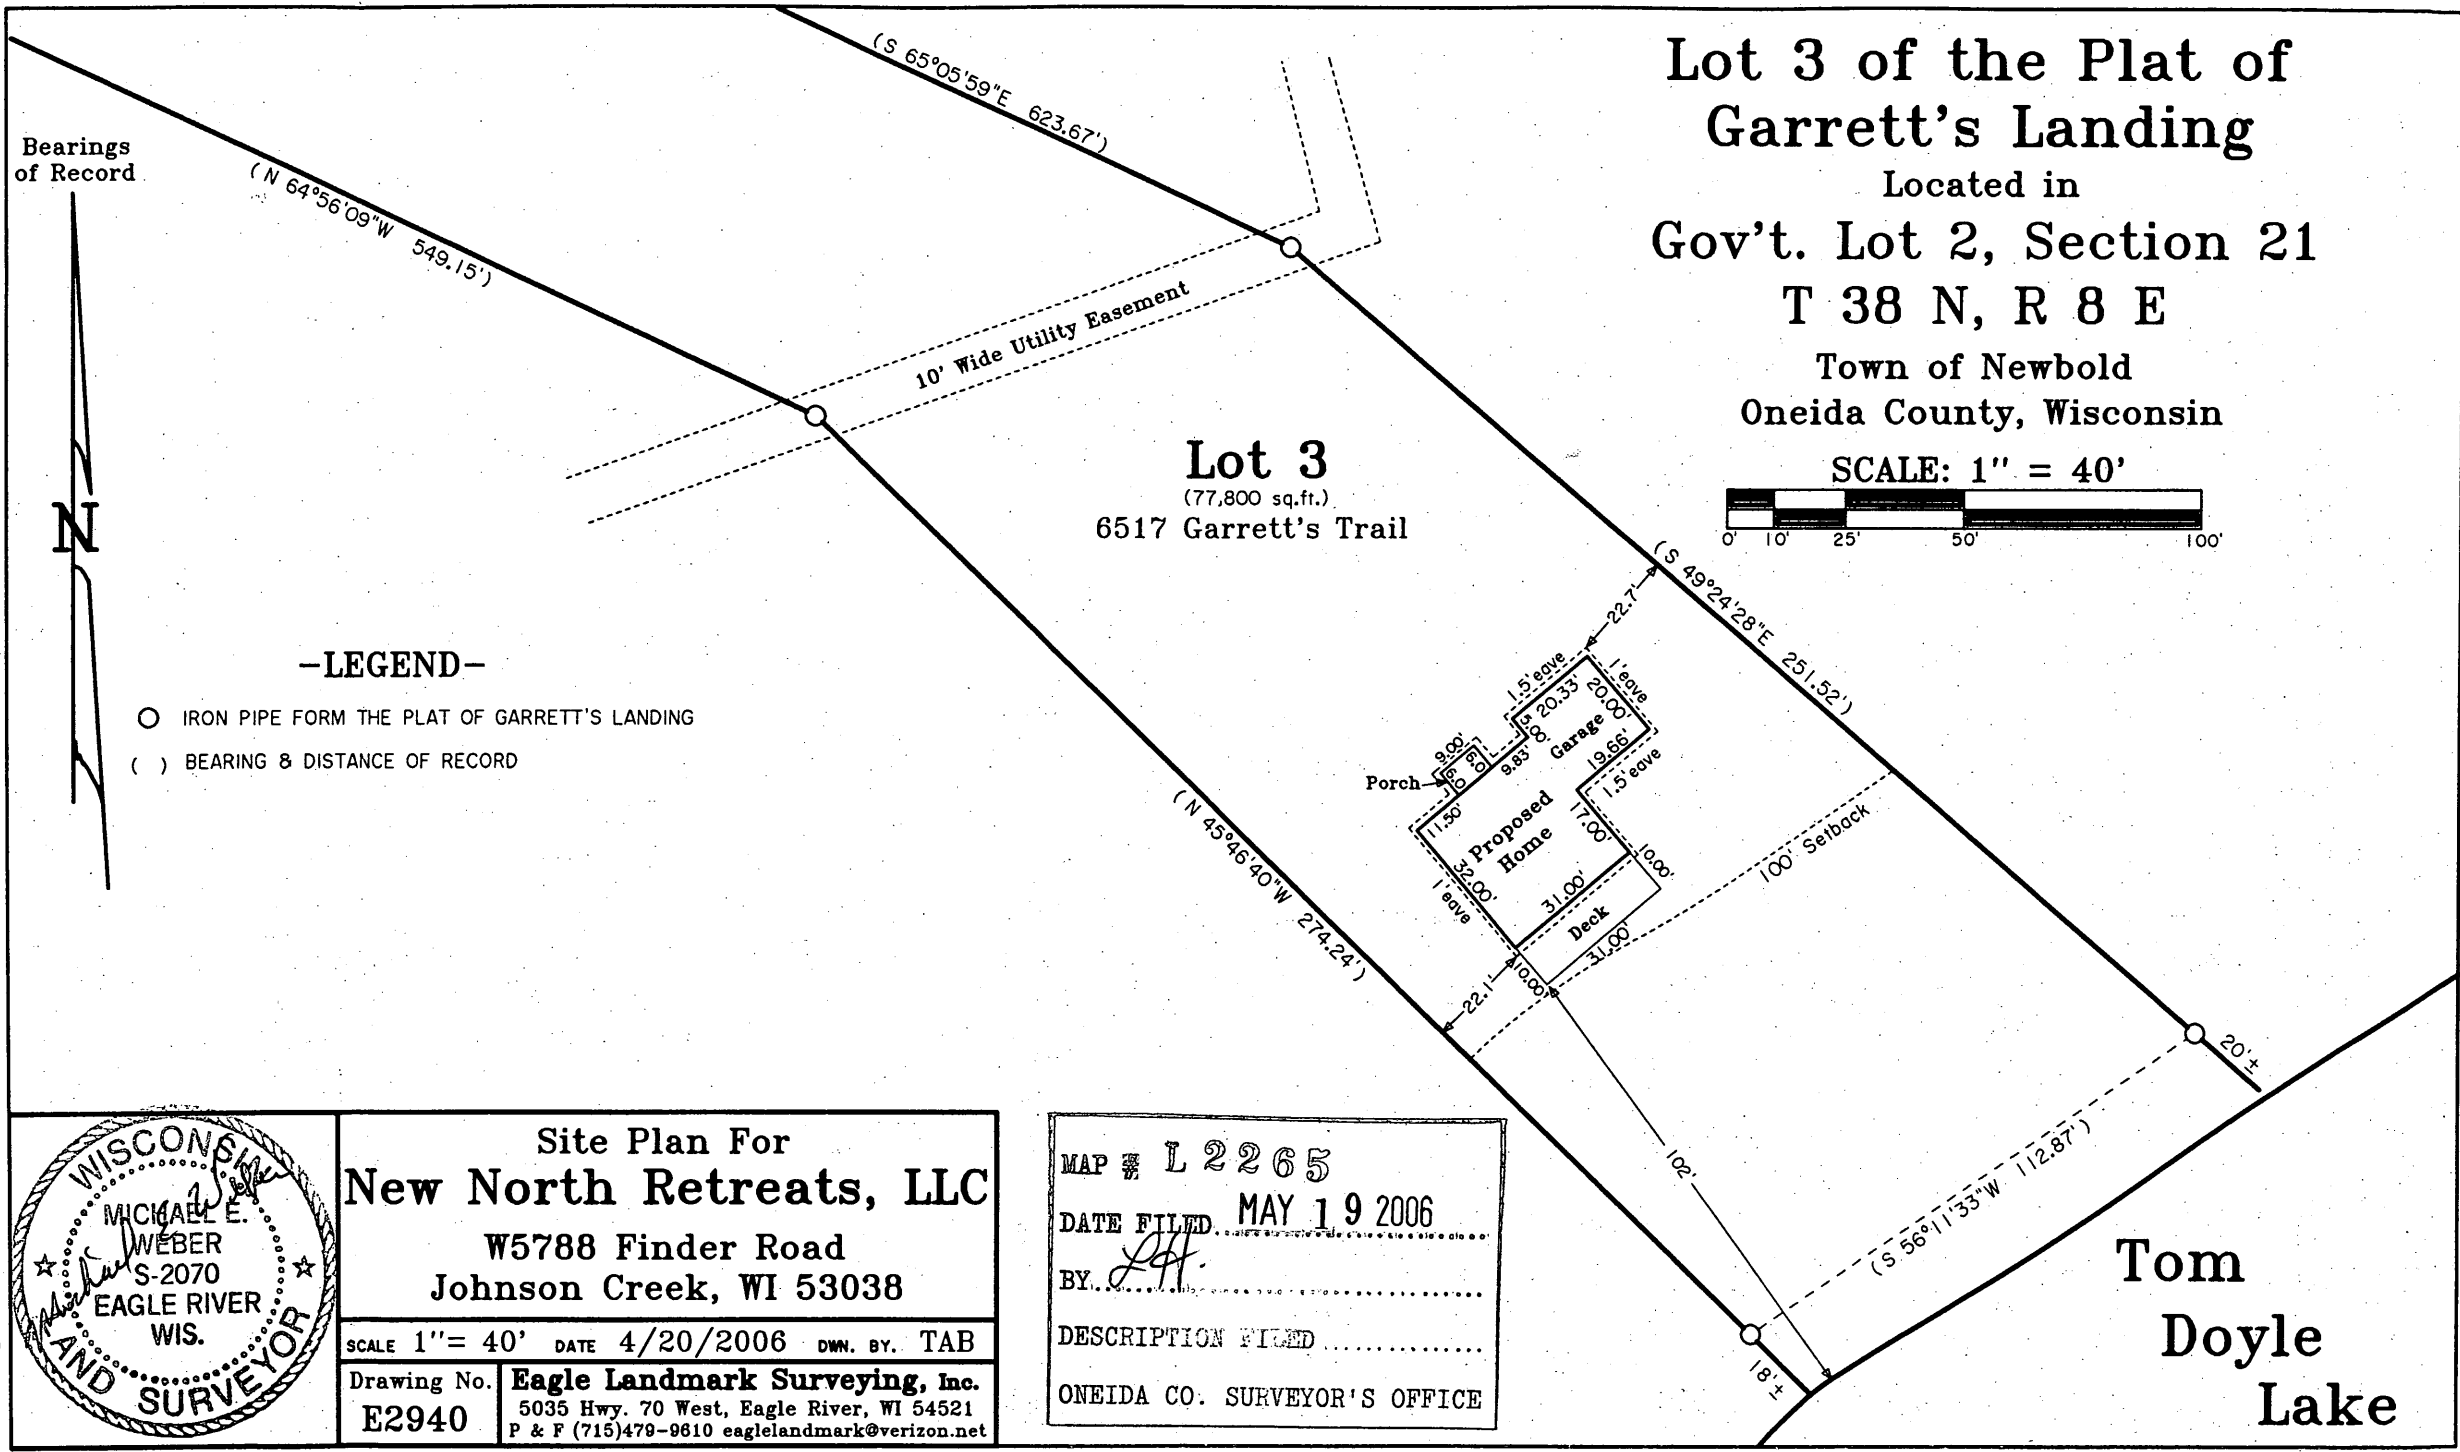 Lot 3 of the Plat of
Garrett's Landing
Located in
Gov't. Lot 2, Section 21
T 38 N, R 8 E
Town of Newbold
Oneida County, Wisconsin
SCALE: 1" = 40'
0' 10' 25' 50' 100'
Bearings
of Record
N
(S 65°05'59"E 623.67')
(N 64°56'09"W 549.15')
10' Wide Utility Easement
Lot 3
(77,800 sq.ft.)
6517 Garrett's Trail
(S 49°24'28"E 251.52')
-LEGEND-
IRON PIPE FORM THE PLAT OF GARRETT'S LANDING
( ) BEARING & DISTANCE OF RECORD
22.7'
1.5' eave
1' eave
20.33'
20.00'
5.00'
Garage
9.00'
6.0
6.0
9.83'
19.66'
1.5' eave
Porch
11.50'
Proposed
Home
17.00'
32.00'
1' eave
31.00'
10.00'
Deck
31.00'
10.00'
22.1'
100' Setback
(N 45°46'40"W 274.24')
102'
20'±
(S 56°11'33"W 112.87')
18'±
Tom
Doyle
Lake
WISCONSIN
MICHAEL E.
WEBER
S-2070
EAGLE RIVER
WIS.
LAND SURVEYOR
Michael E Weber
Site Plan For
New North Retreats, LLC
W5788 Finder Road
Johnson Creek, WI 53038
SCALE 1"= 40' DATE 4/20/2006 DWN. BY. TAB
Drawing No.
E2940
Eagle Landmark Surveying, Inc.
5035 Hwy. 70 West, Eagle River, WI 54521
P & F (715)479-9610 eaglelandmark@verizon.net
MAP # L2265
DATE FILED MAY 19 2006
BY LH.
DESCRIPTION FILED
ONEIDA CO. SURVEYOR'S OFFICE